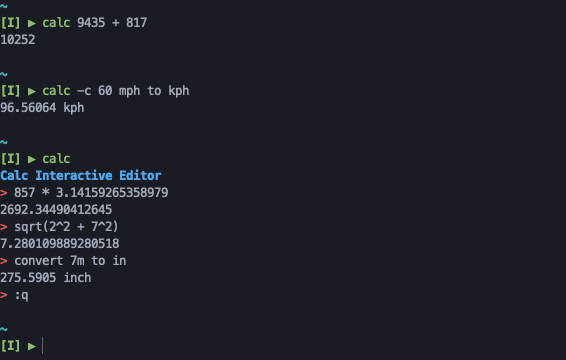 ~
[I] ▶ calc 9435 + 817
10252
~
[I] ▶ calc -c 60 mph to kph
96.56064 kph
~
[I] ▶ calc
Calc Interactive Editor
> 857 * 3.14159265358979
2692.34490412645
> sqrt(2^2 + 7^2)
7.280109889280518
> convert 7m to in
275.5905 inch
> :q
~
[I] ▶